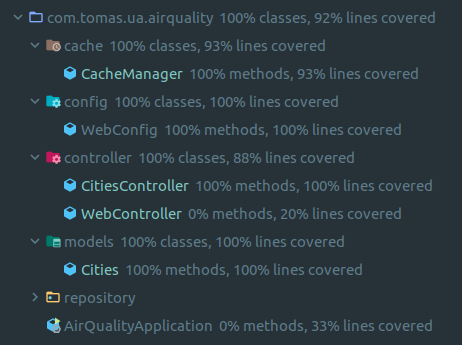 com.tomas.ua.airquality 100% classes, 92% lines covered
cache 100% classes, 93% lines covered
CacheManager 100% methods, 93% lines covered
config 100% classes, 100% lines covered
WebConfig 100% methods, 100% lines covered
controller 100% classes, 88% lines covered
CitiesController 100% methods, 100% lines covered
WebController 0% methods, 20% lines covered
models 100% classes, 100% lines covered
Cities 100% methods, 100% lines covered
repository
AirQualityApplication 0% methods, 33% lines covered